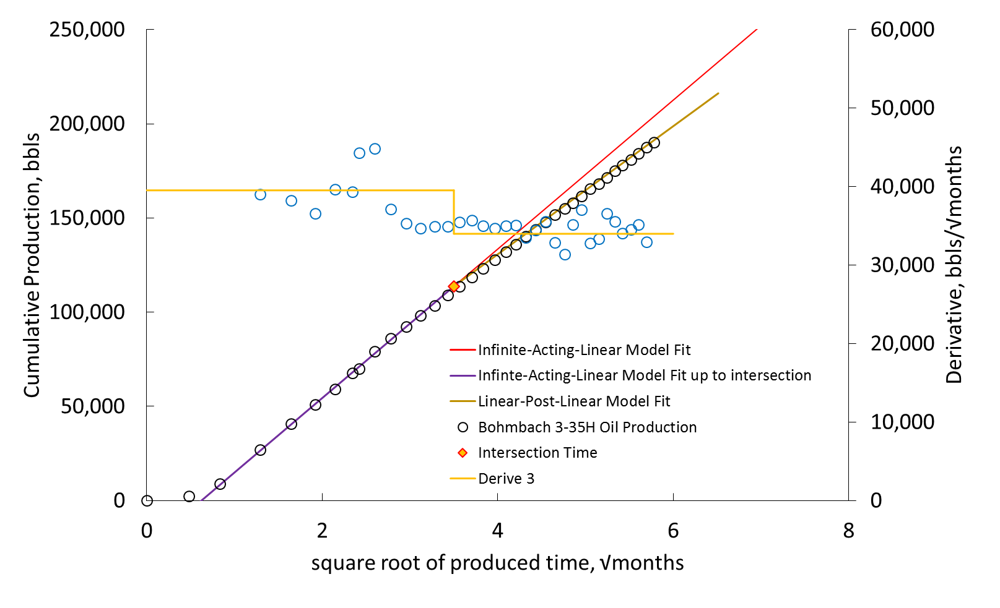 250,000
200,000
150,000
100,000
50,000
0
Cumulative Production, bbls
60,000
50,000
40,000
30,000
20,000
10,000
0
Derivative, bbls/√months
Infinite-Acting-Linear Model Fit
Infinte-Acting-Linear Model Fit up to intersection
Linear-Post-Linear Model Fit
Bohmbach 3-35H Oil Production
Intersection Time
Derive 3
0 2 4 6 8
square root of produced time, √months